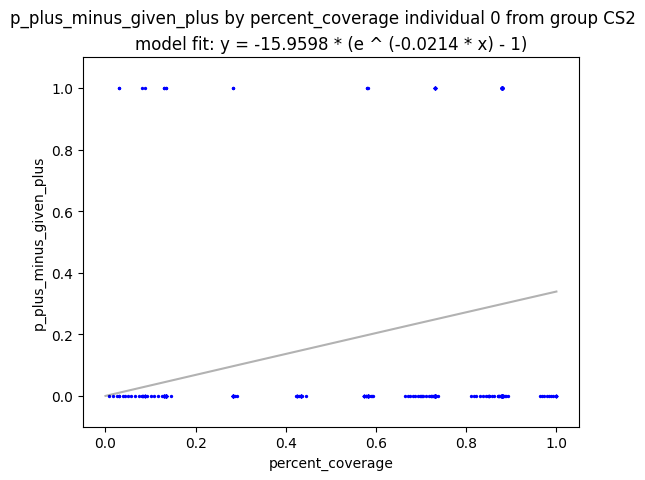 p_plus_minus_given_plus by percent_coverage individual 0 from group CS2
model fit: y = -15.9598 * (e ^ (-0.0214 * x) - 1)
1.0
0.8
0.6
0.4
0.2
0.0
p_plus_minus_given_plus
0.0 0.2 0.4 0.6 0.8 1.0
percent_coverage